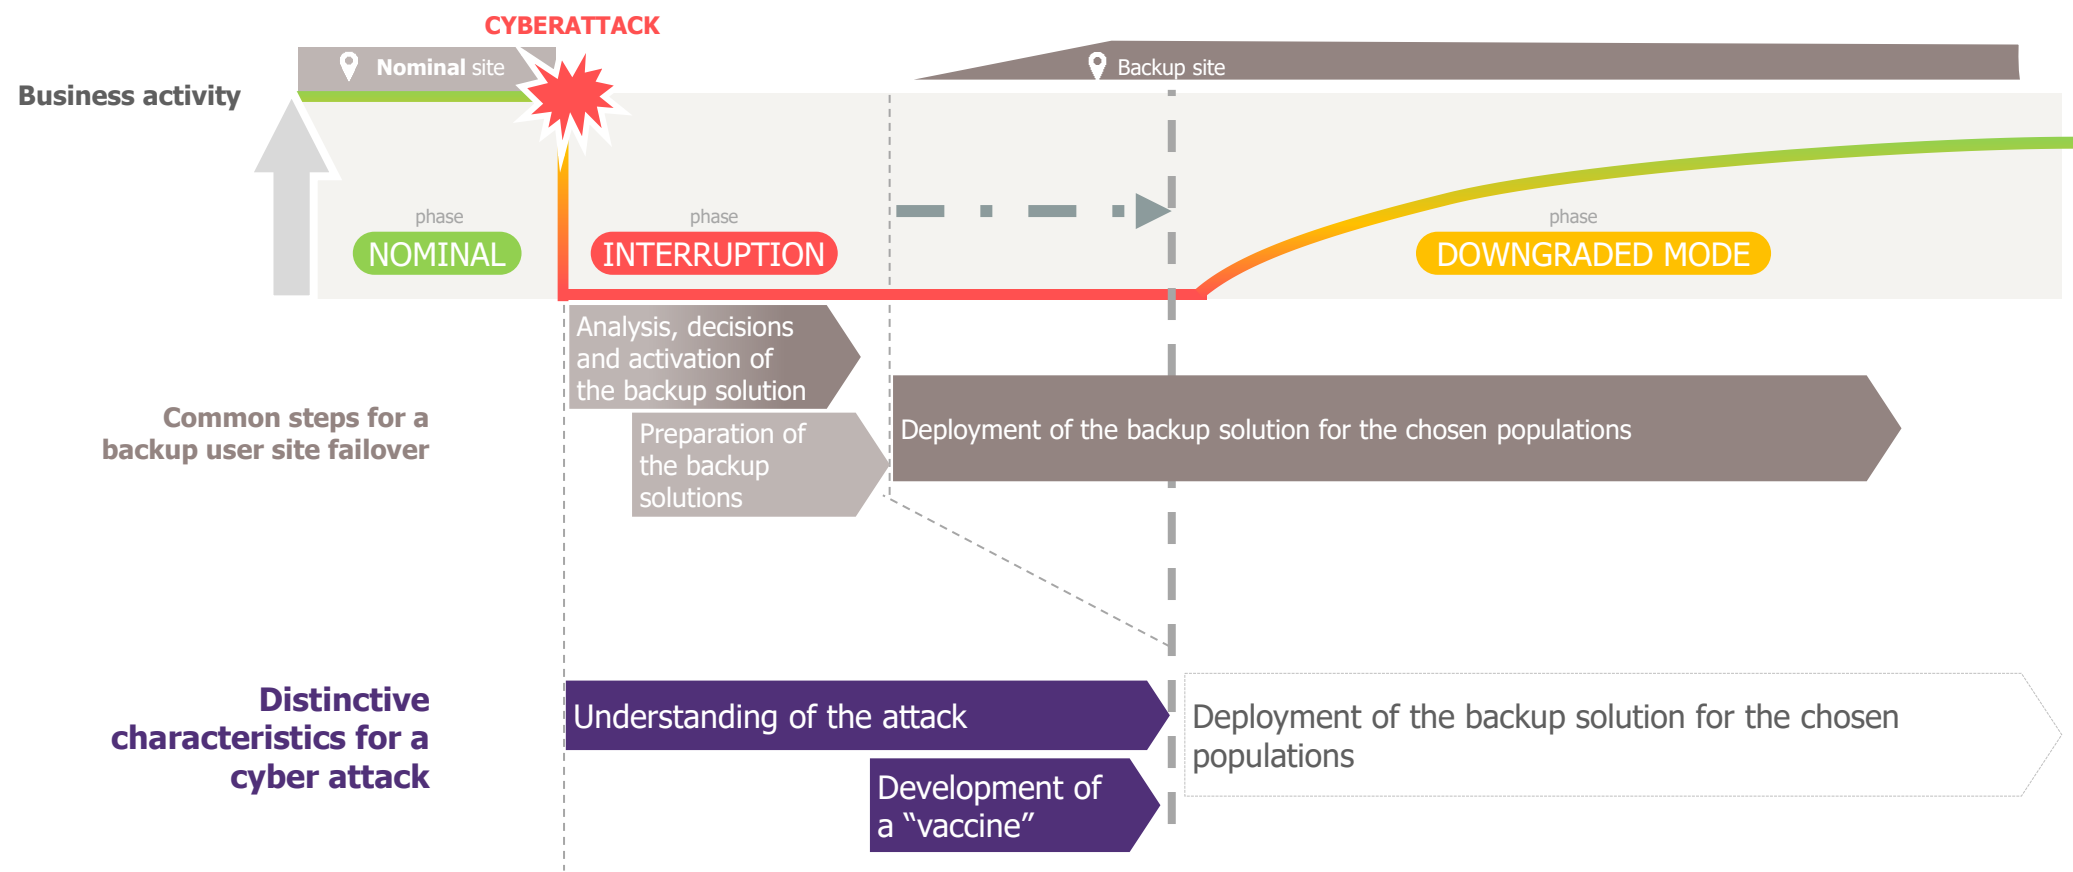 CYBERATTACK
Nominal site
Backup site
Business activity
phase
NOMINAL
phase
INTERRUPTION
phase
DOWNGRADED MODE
Analysis, decisions
and activation of
the backup solution
Common steps for a
backup user site failover
Preparation of
the backup
solutions
Deployment of the backup solution for the chosen populations
Distinctive
characteristics for a
cyber attack
Understanding of the attack
Development of
a “vaccine”
Deployment of the backup solution for the chosen
populations